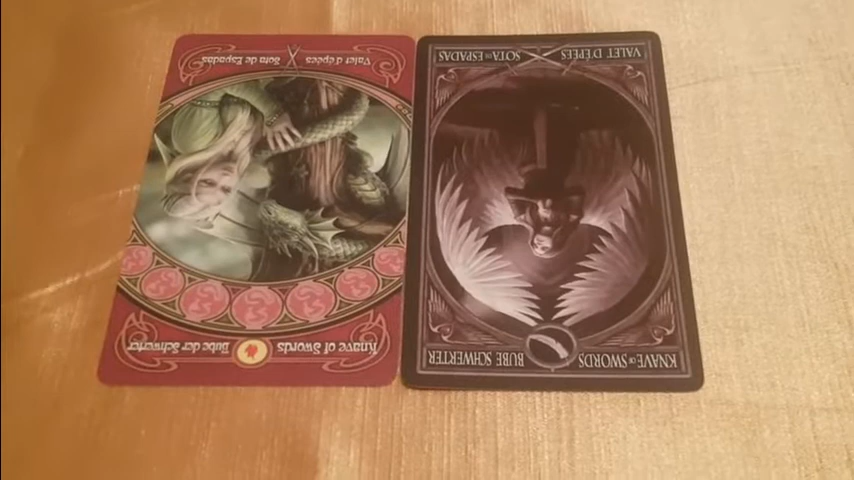 Knave of Swords Bube der Schwerter
Valet d'épées Sota de Espadas
KNAVE OF SWORDS BUBE SCHWERTER
VALET D'ÉPÉES SOTA DE ESPADAS